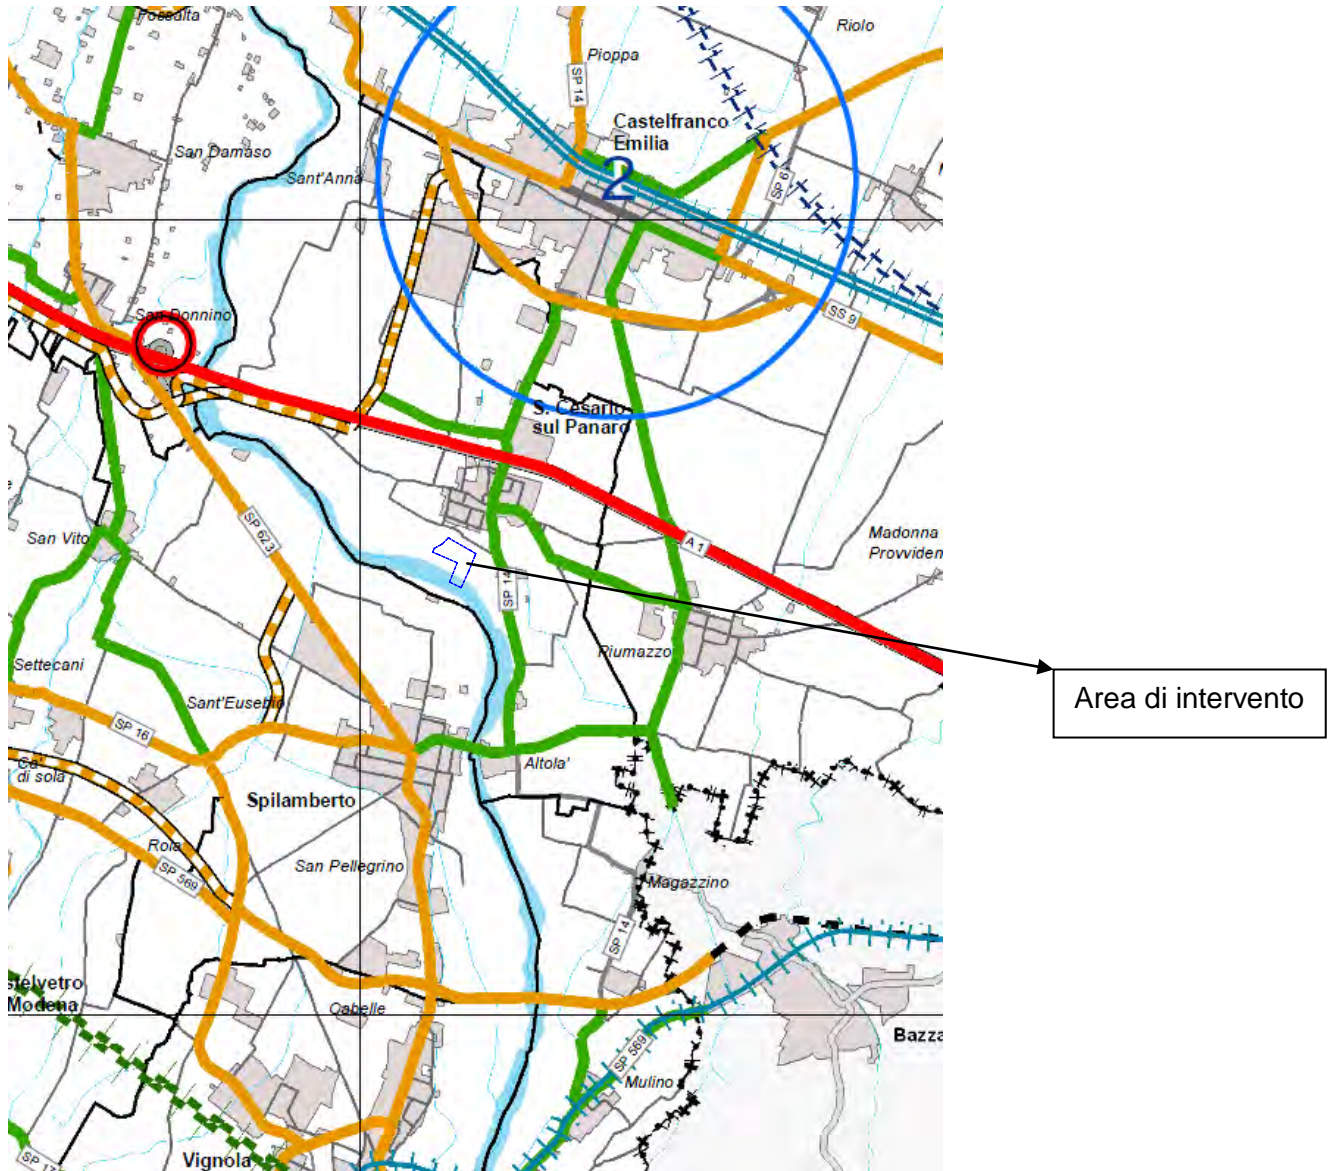 Fossalta
Riolo
Pioppa
SP 14
Castelfranco
Emilia
San Damaso
Sant'Anna
2
SP 6
San Donnino
SS 9
S. Cesario
sul Panaro
SP 623
San Vito
A 1
Madonna
Provviden
SP 14
Area di intervento
Piumazzo
Settecani
Sant'Eusebio
SP 16
Ca'
di sola
Altola'
Spilamberto
Rola
SP 569
San Pellegrino
Magazzino
SP 14
stelvetro
Modena
Gabelle
Bazza
SP 569
Mulino
Vignola
SP 17